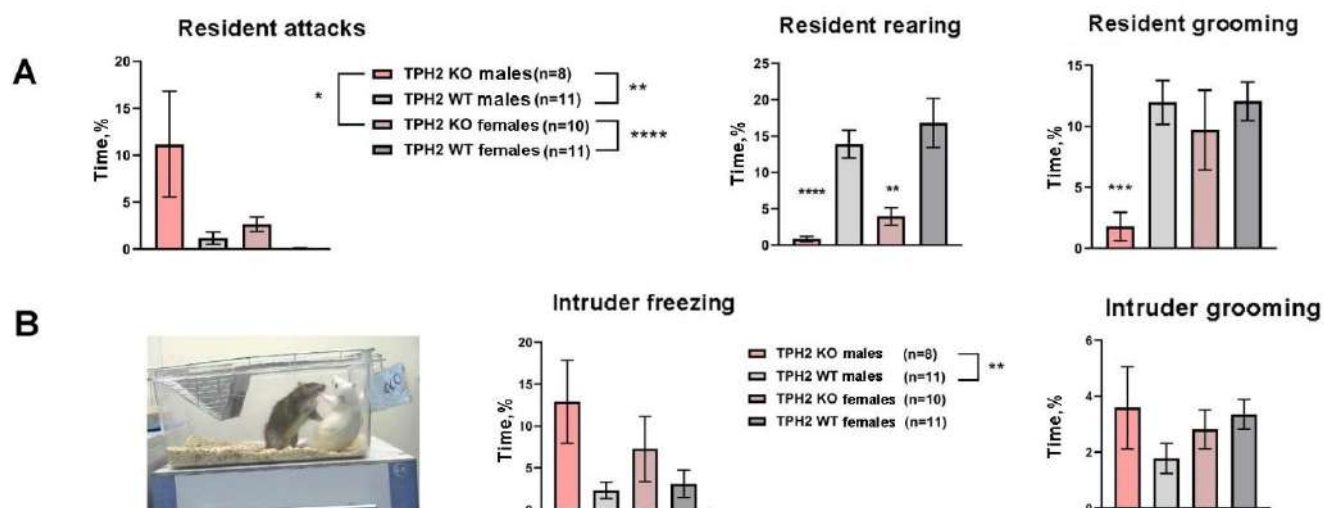 Resident attacks
Resident rearing
Resident grooming
A
Time,%
20
15
10
5
0
*
TPH2 KO males(n=8)
TPH2 WT males (n=11)
TPH2 KO females (n=10)
TPH2 WT females (n=11)
**
****
Time,%
25
20
15
10
5
0
****
**
Time,%
15
10
5
0
***
B
Intruder freezing
Intruder grooming
Time,%
20
15
10
5
TPH2 KO males (n=8)
TPH2 WT males (n=11)
TPH2 KO females (n=10)
TPH2 WT females (n=11)
**
Time,%
6
4
2
0